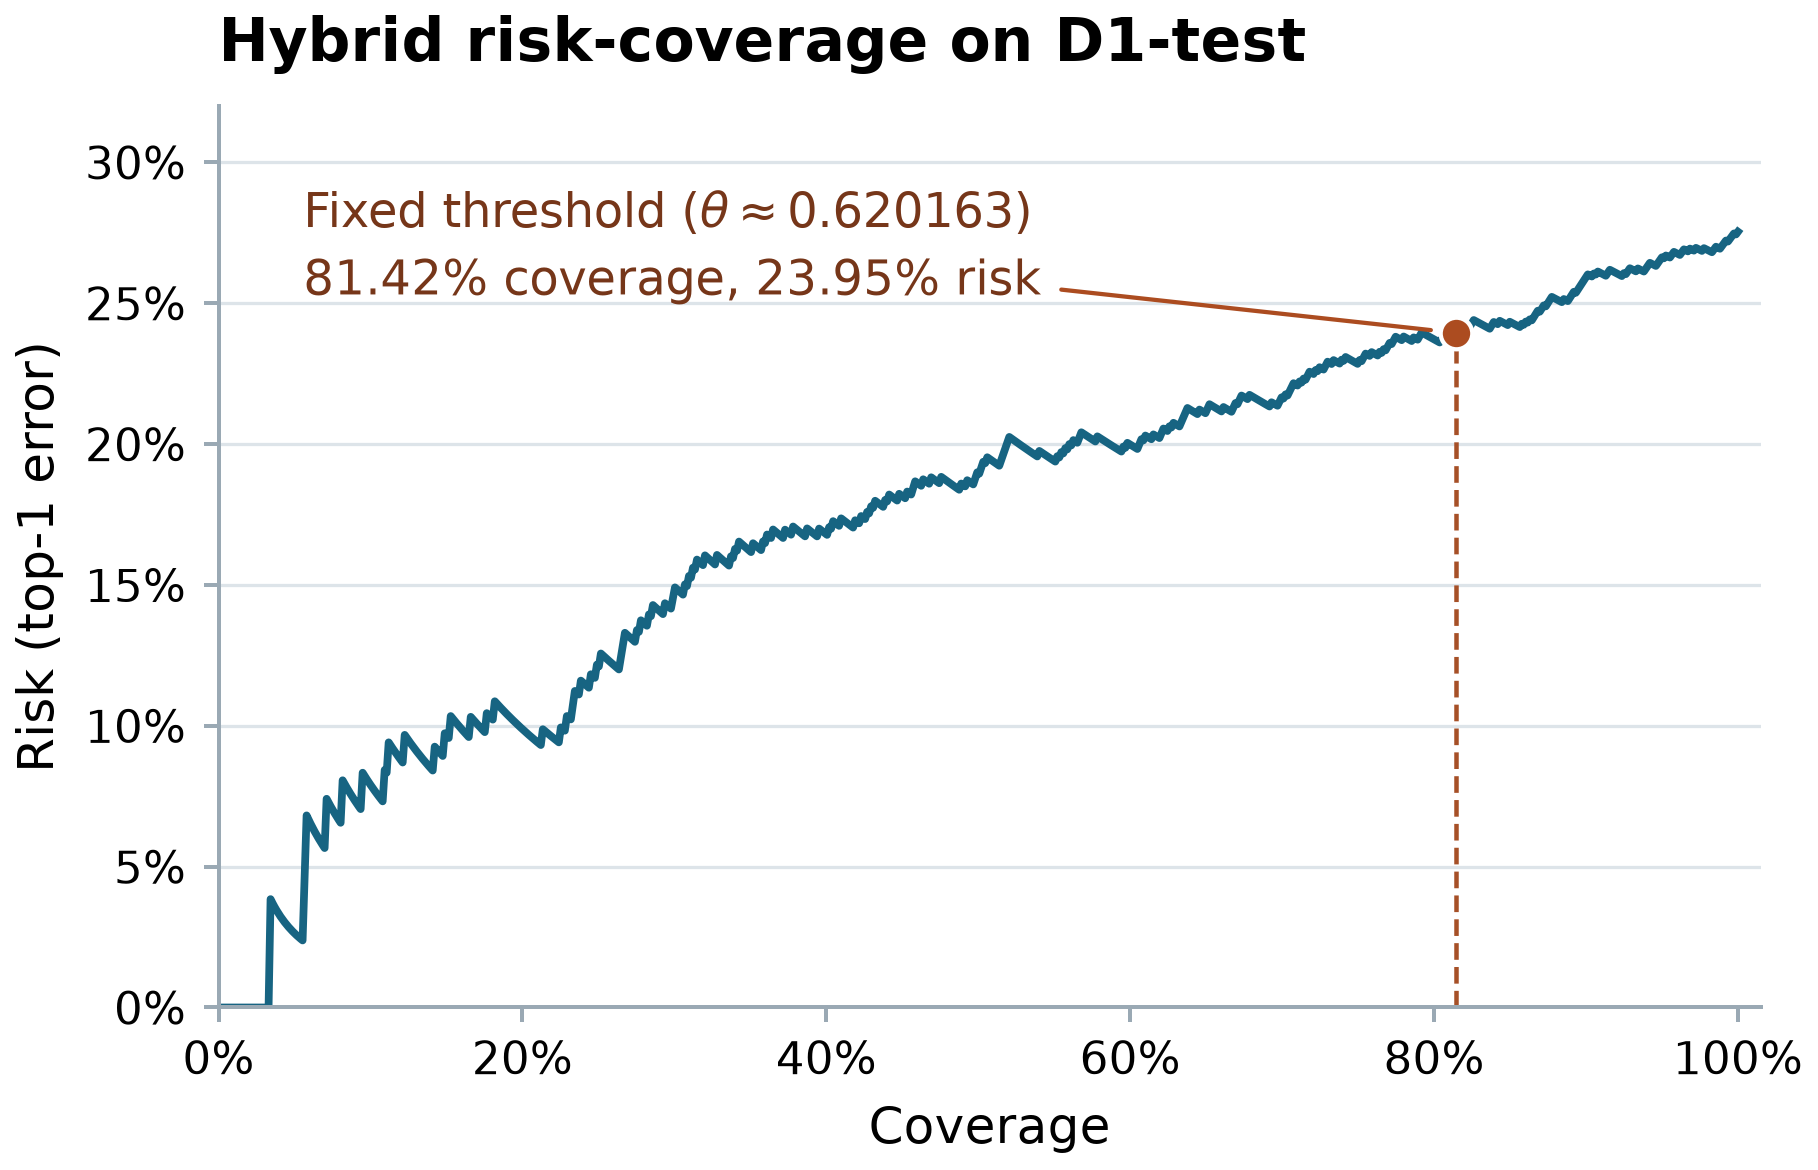 Hybrid risk-coverage on D1-test
Risk (top-1 error)
30%
25%
20%
15%
10%
5%
0%
Fixed threshold (θ ≈ 0.620163)
81.42% coverage, 23.95% risk
0% 20% 40% 60% 80% 100%
Coverage